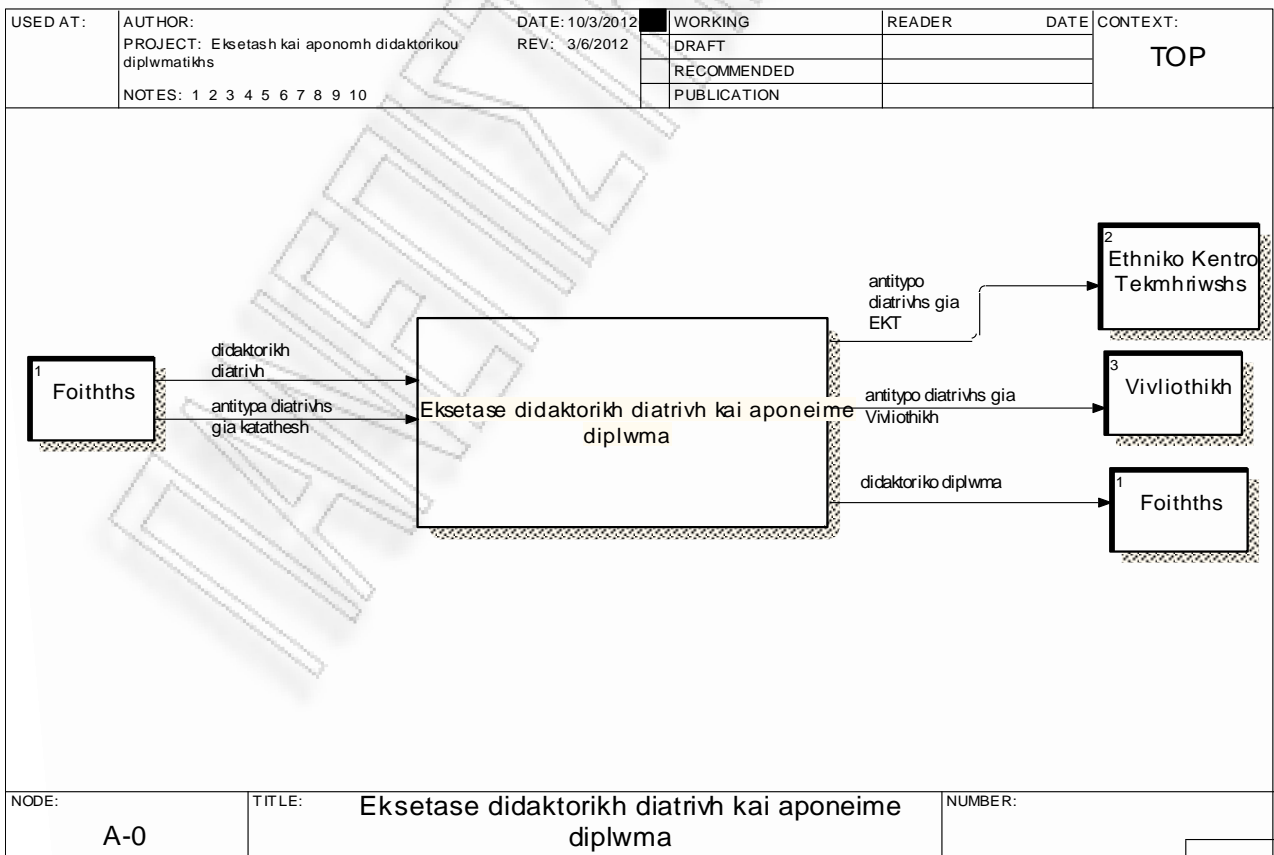 USED AT:
AUTHOR:
DATE: 10/3/2012
PROJECT: Eksetash kai aponomh didaktorikou
diplwmatikhs
REV: 3/6/2012
NOTES: 1 2 3 4 5 6 7 8 9 10
WORKING
DRAFT
RECOMMENDED
PUBLICATION
READER
DATE
CONTEXT:
TOP
1
Foithths
didaktorikh
diatrivh
antitypa diatrivhs
gia katathesh
Eksetase didaktorikh diatrivh kai aponeime
diplwma
antitypo
diatrivhs gia
EKT
2
Ethniko Kentro
Tekmhriwshs
antitypo diatrivhs gia
Vivliothikh
3
Vivliothikh
didaktoriko diplwma
1
Foithths
NODE:
A-0
TITLE:
Eksetase didaktorikh diatrivh kai aponeime
diplwma
NUMBER: